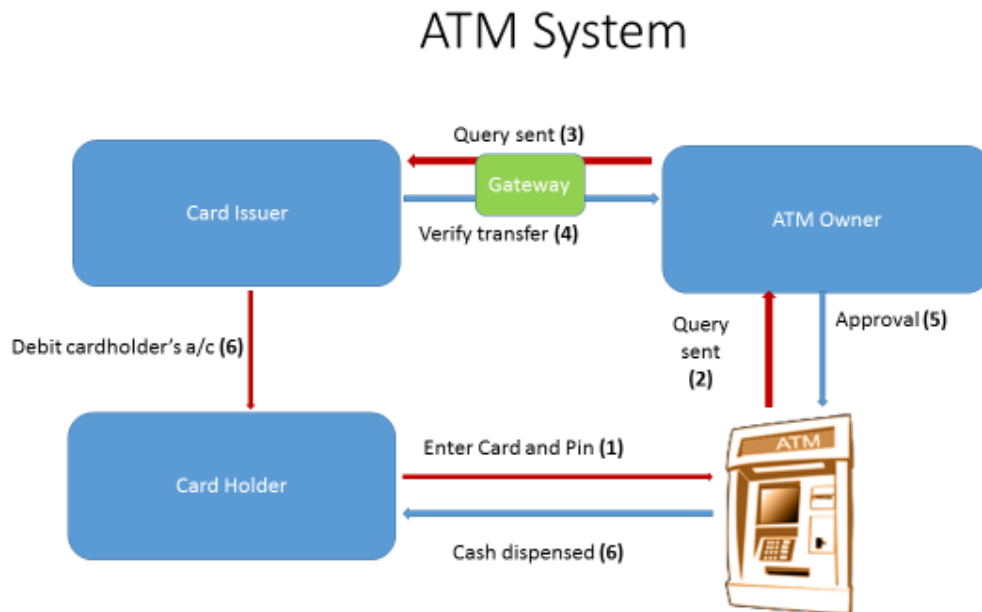 ATM System
Query sent (3)
Gateway
Card Issuer
ATM Owner
Verify transfer (4)
Debit cardholder's a/c (6)
Query
sent
(2)
Approval (5)
ATM
Enter Card and Pin (1)
Card Holder
Cash dispensed (6)